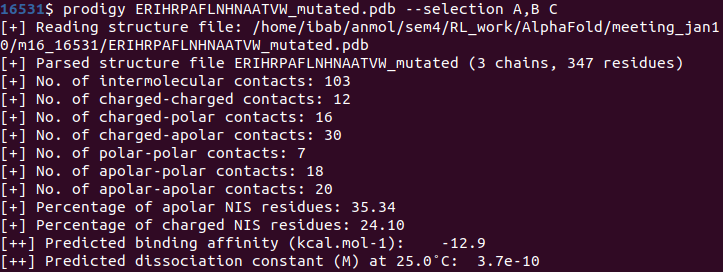 16531$ prodigy ERIHRPAFLNHNAATVW_mutated.pdb --selection A,B C
[+] Reading structure file: /home/ibab/anmol/sem4/RL_work/AlphaFold/meeting_jan1
0/m16_16531/ERIHRPAFLNHNAATVW_mutated.pdb
[+] Parsed structure file ERIHRPAFLNHNAATVW_mutated (3 chains, 347 residues)
[+] No. of intermolecular contacts: 103
[+] No. of charged-charged contacts: 12
[+] No. of charged-polar contacts: 16
[+] No. of charged-apolar contacts: 30
[+] No. of polar-polar contacts: 7
[+] No. of apolar-polar contacts: 18
[+] No. of apolar-apolar contacts: 20
[+] Percentage of apolar NIS residues: 35.34
[+] Percentage of charged NIS residues: 24.10
[++] Predicted binding affinity (kcal.mol-1):    -12.9
[++] Predicted dissociation constant (M) at 25.0˚C:  3.7e-10